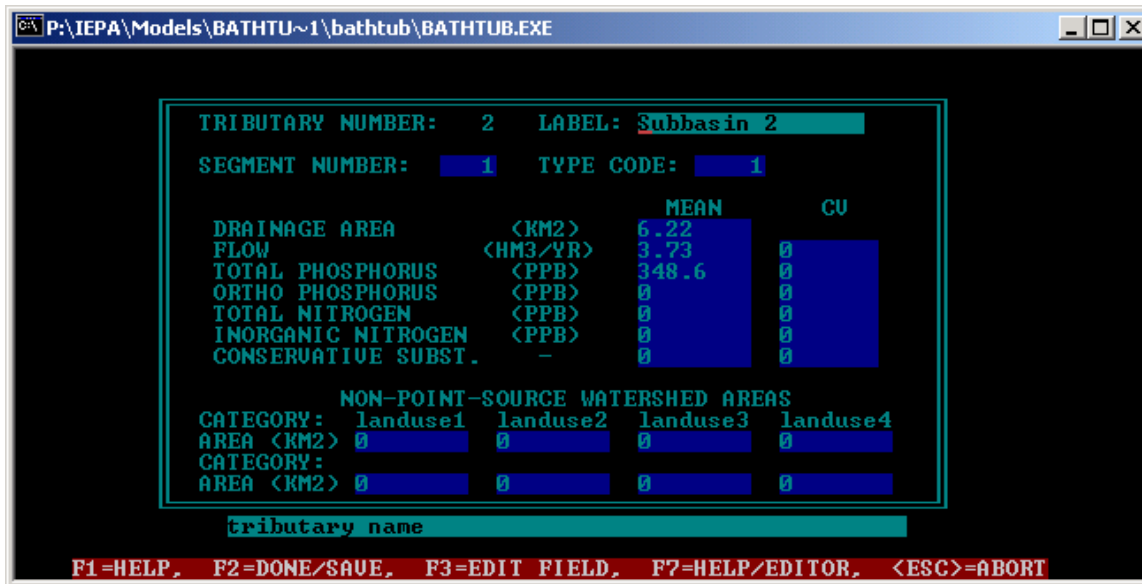 P:\IEPA\Models\BATHTU~1\bathtub\BATHTUB.EXE
TRIBUTARY NUMBER: 2 LABEL: Subbasin 2
SEGMENT NUMBER: 1 TYPE CODE: 1
MEAN CV
DRAINAGE AREA (KM2) 6.22
FLOW (HM3/YR) 3.73 0
TOTAL PHOSPHORUS (PPB) 348.6 0
ORTHO PHOSPHORUS (PPB) 0 0
TOTAL NITROGEN (PPB) 0 0
INORGANIC NITROGEN (PPB) 0 0
CONSERVATIVE SUBST. - 0 0
NON-POINT-SOURCE WATERSHED AREAS
CATEGORY: landuse1 landuse2 landuse3 landuse4
AREA (KM2) 0 0 0 0
CATEGORY:
AREA (KM2) 0 0 0 0
tributary name
F1=HELP, F2=DONE/SAVE, F3=EDIT FIELD, F7=HELP/EDITOR, <ESC>=ABORT